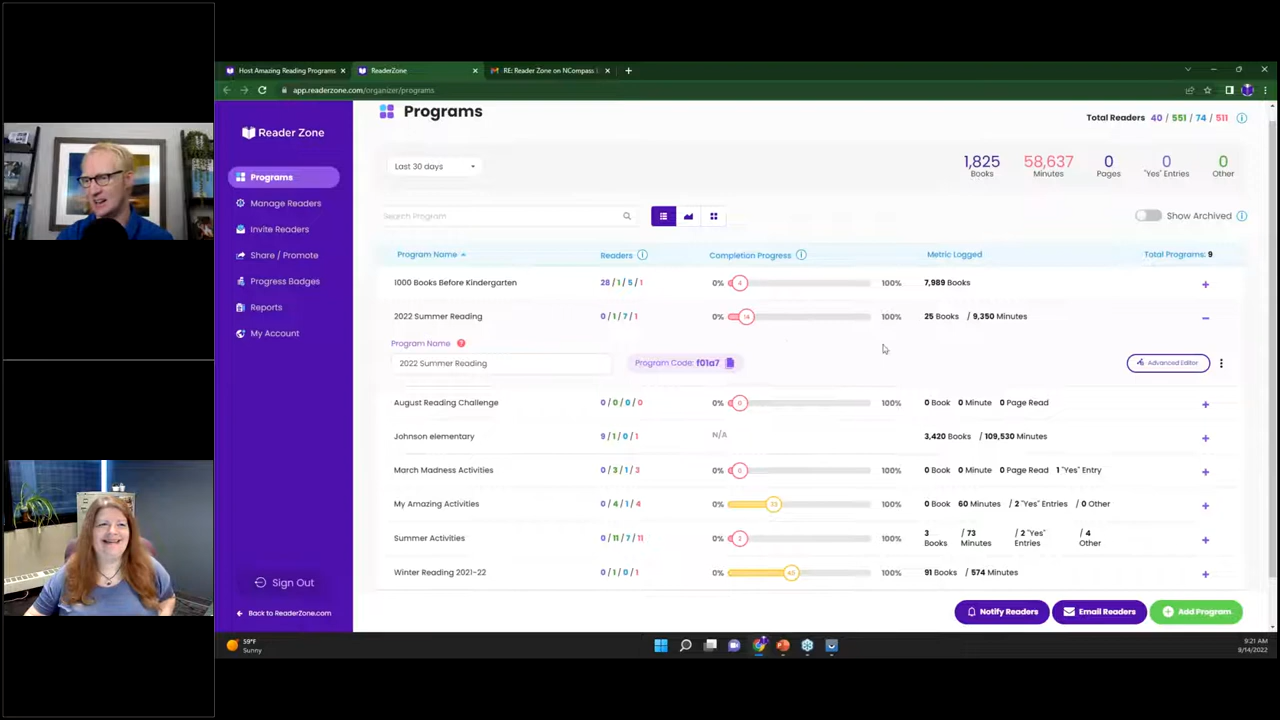 Host Amazing Reading Programs
ReaderZone
RE: Reader Zone on NCompass L
app.readerzone.com/organizer/programs
Reader Zone
Programs
Total Readers 40 / 551 / 74 / 511
Programs
Manage Readers
Invite Readers
Share / Promote
Progress Badges
Reports
My Account
Sign Out
Back to ReaderZone.com
Last 30 days
1,825 58,637 0 0 0
Books Minutes Pages "Yes" Entries Other
Search Program
Show Archived
Program Name Readers Completion Progress Metric Logged Total Programs: 9
1000 Books Before Kindergarten 28 / 1 / 5 / 1 0% 4 100% 7,989 Books +
2022 Summer Reading 0 / 1 / 7 / 1 0% 14 100% 25 Books / 9,350 Minutes −
Program Name ?
2022 Summer Reading Program Code: f01a7 Advanced Editor
August Reading Challenge 0 / 0 / 0 / 0 0% 0 100% 0 Book 0 Minute 0 Page Read +
Johnson elementary 9 / 1 / 0 / 1 N/A 3,420 Books / 109,530 Minutes +
March Madness Activities 0 / 3 / 1 / 3 0% 0 100% 0 Book 0 Minute 0 Page Read 1 "Yes" Entry +
My Amazing Activities 0 / 4 / 1 / 4 0% 33 100% 0 Book 60 Minutes / 2 "Yes" Entries / 0 Other +
Summer Activities 0 / 11 / 7 / 11 0% 2 100% 3 Books / 73 Minutes / 2 "Yes" Entries / 4 Other +
Winter Reading 2021-22 0 / 1 / 0 / 1 0% 100% 91 Books / 574 Minutes +
Notify Readers Email Readers Add Program
59°F
Sunny
9:21 AM
9/14/2022